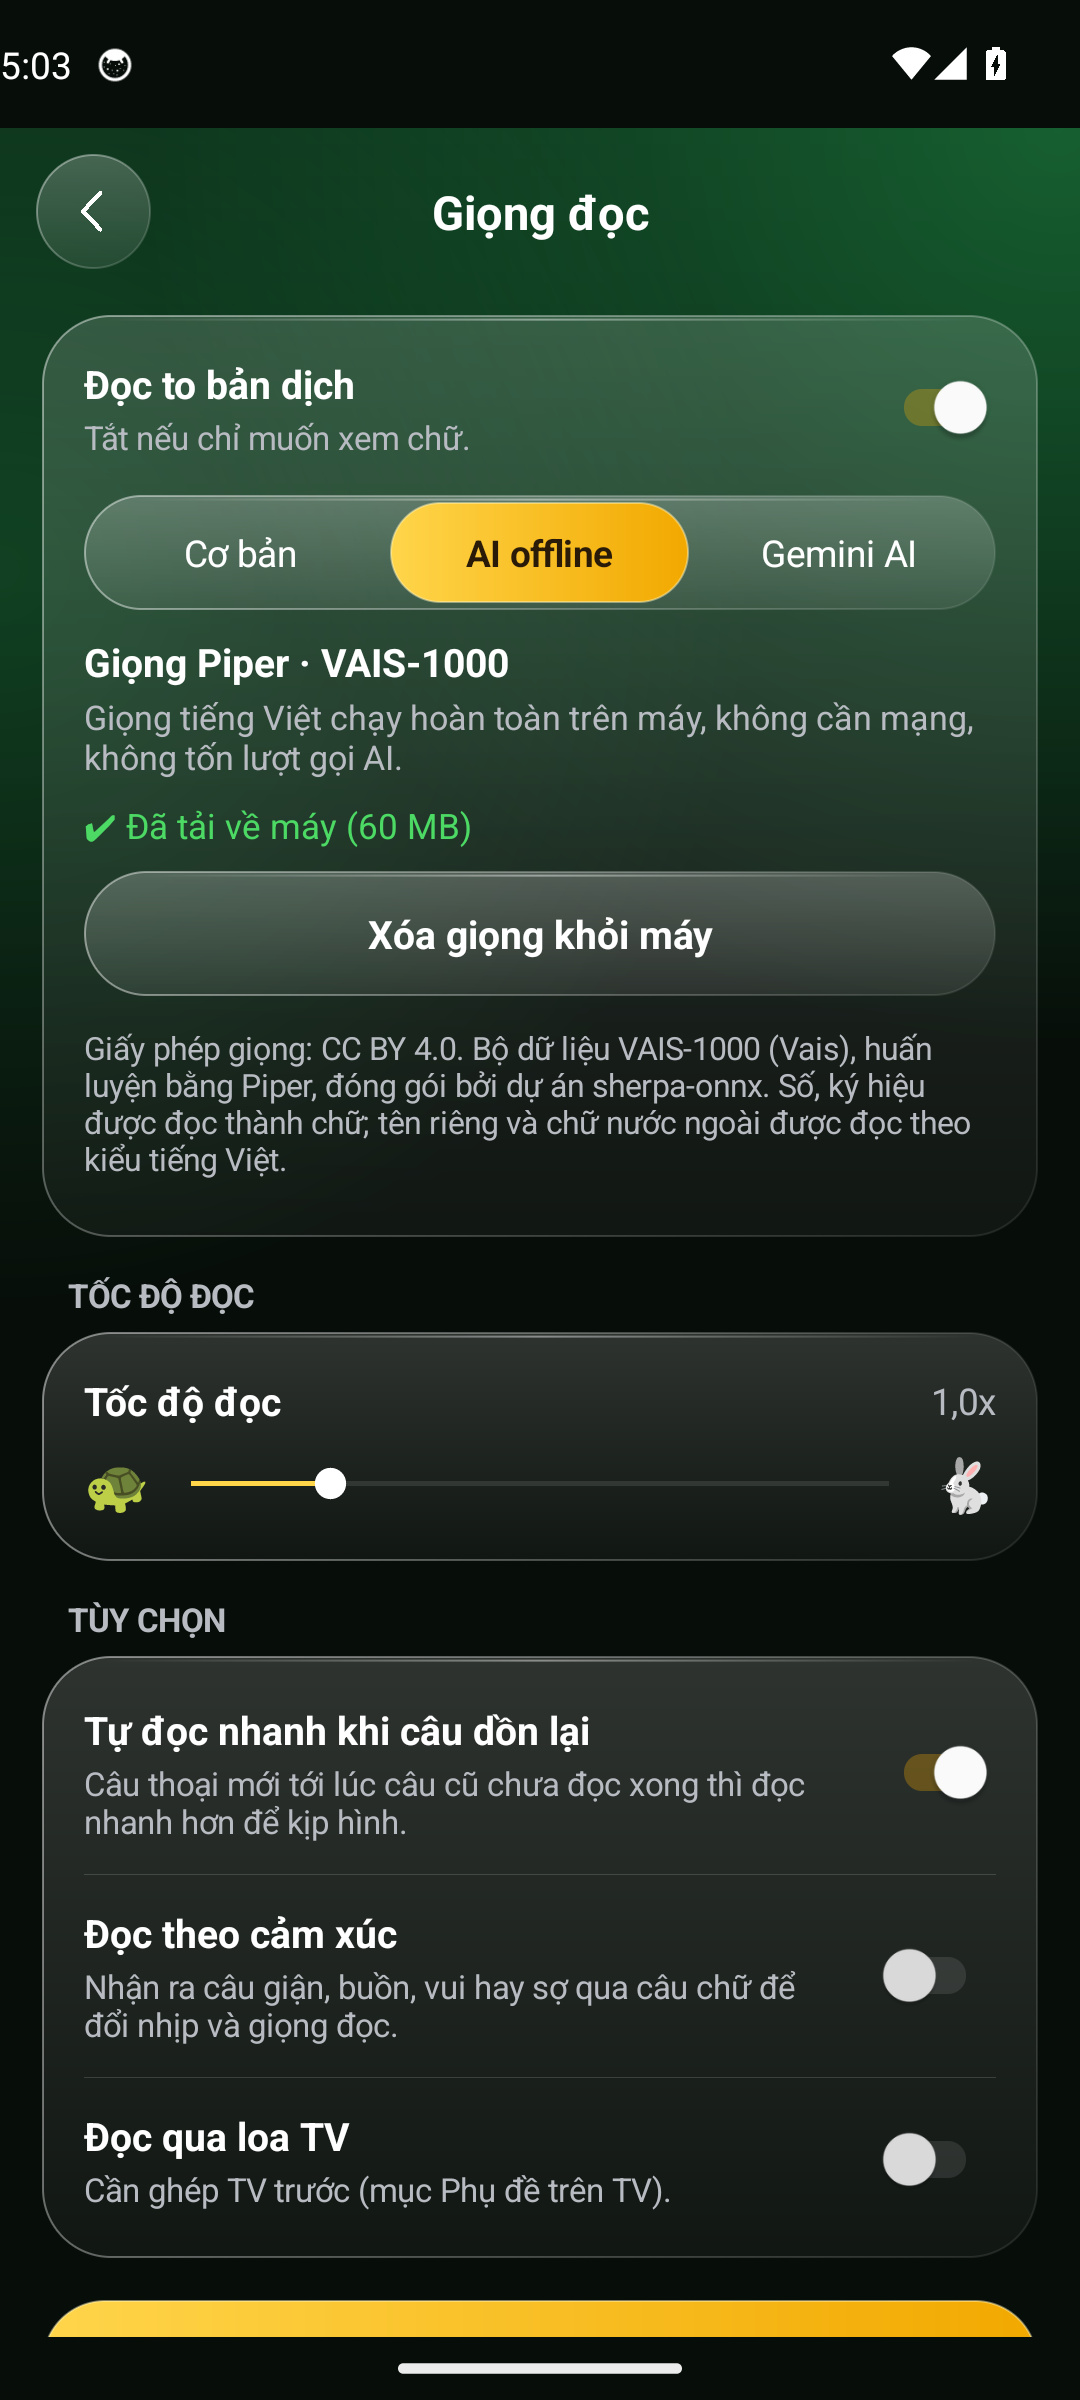 5:03
Giọng đọc
Đọc to bản dịch
Tắt nếu chỉ muốn xem chữ.
Cơ bản
AI offline
Gemini AI
Giọng Piper · VAIS-1000
Giọng tiếng Việt chạy hoàn toàn trên máy, không cần mạng,
không tốn lượt gọi AI.
✔ Đã tải về máy (60 MB)
Xóa giọng khỏi máy
Giấy phép giọng: CC BY 4.0. Bộ dữ liệu VAIS-1000 (Vais), huấn
luyện bằng Piper, đóng gói bởi dự án sherpa-onnx. Số, ký hiệu
được đọc thành chữ; tên riêng và chữ nước ngoài được đọc theo
kiểu tiếng Việt.
TỐC ĐỘ ĐỌC
Tốc độ đọc
1,0x
TÙY CHỌN
Tự đọc nhanh khi câu dồn lại
Câu thoại mới tới lúc câu cũ chưa đọc xong thì đọc
nhanh hơn để kịp hình.
Đọc theo cảm xúc
Nhận ra câu giận, buồn, vui hay sợ qua câu chữ để
đổi nhịp và giọng đọc.
Đọc qua loa TV
Cần ghép TV trước (mục Phụ đề trên TV).